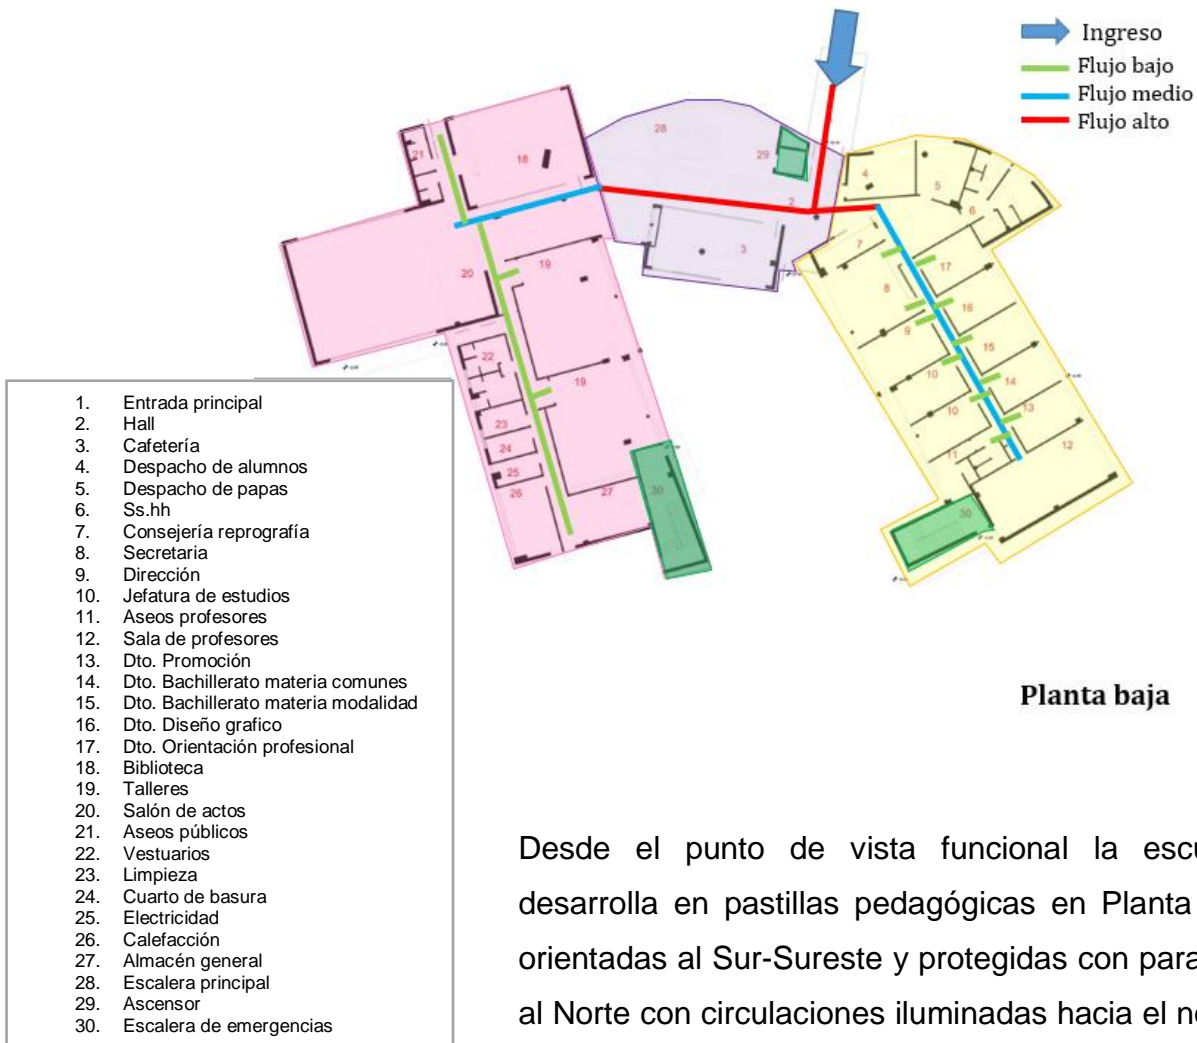 Ingreso
Flujo bajo
Flujo medio
Flujo alto
28
21
18
29
4
5
2
6
3
7
17
20
19
8
16
9
15
22
10
14
19
13
10
23
12
11
24
25
26
27
30
30
1. Entrada principal
2. Hall
3. Cafetería
4. Despacho de alumnos
5. Despacho de papas
6. Ss.hh
7. Consejería reprografía
8. Secretaria
9. Dirección
10. Jefatura de estudios
11. Aseos profesores
12. Sala de profesores
13. Dto. Promoción
14. Dto. Bachillerato materia comunes
15. Dto. Bachillerato materia modalidad
16. Dto. Diseño grafico
17. Dto. Orientación profesional
18. Biblioteca
19. Talleres
20. Salón de actos
21. Aseos públicos
22. Vestuarios
23. Limpieza
24. Cuarto de basura
25. Electricidad
26. Calefacción
27. Almacén general
28. Escalera principal
29. Ascensor
30. Escalera de emergencias
Planta baja
Desde el punto de vista funcional la escu
desarrolla en pastillas pedagógicas en Planta
orientadas al Sur-Sureste y protegidas con para
al Norte con circulaciones iluminadas hacia el no